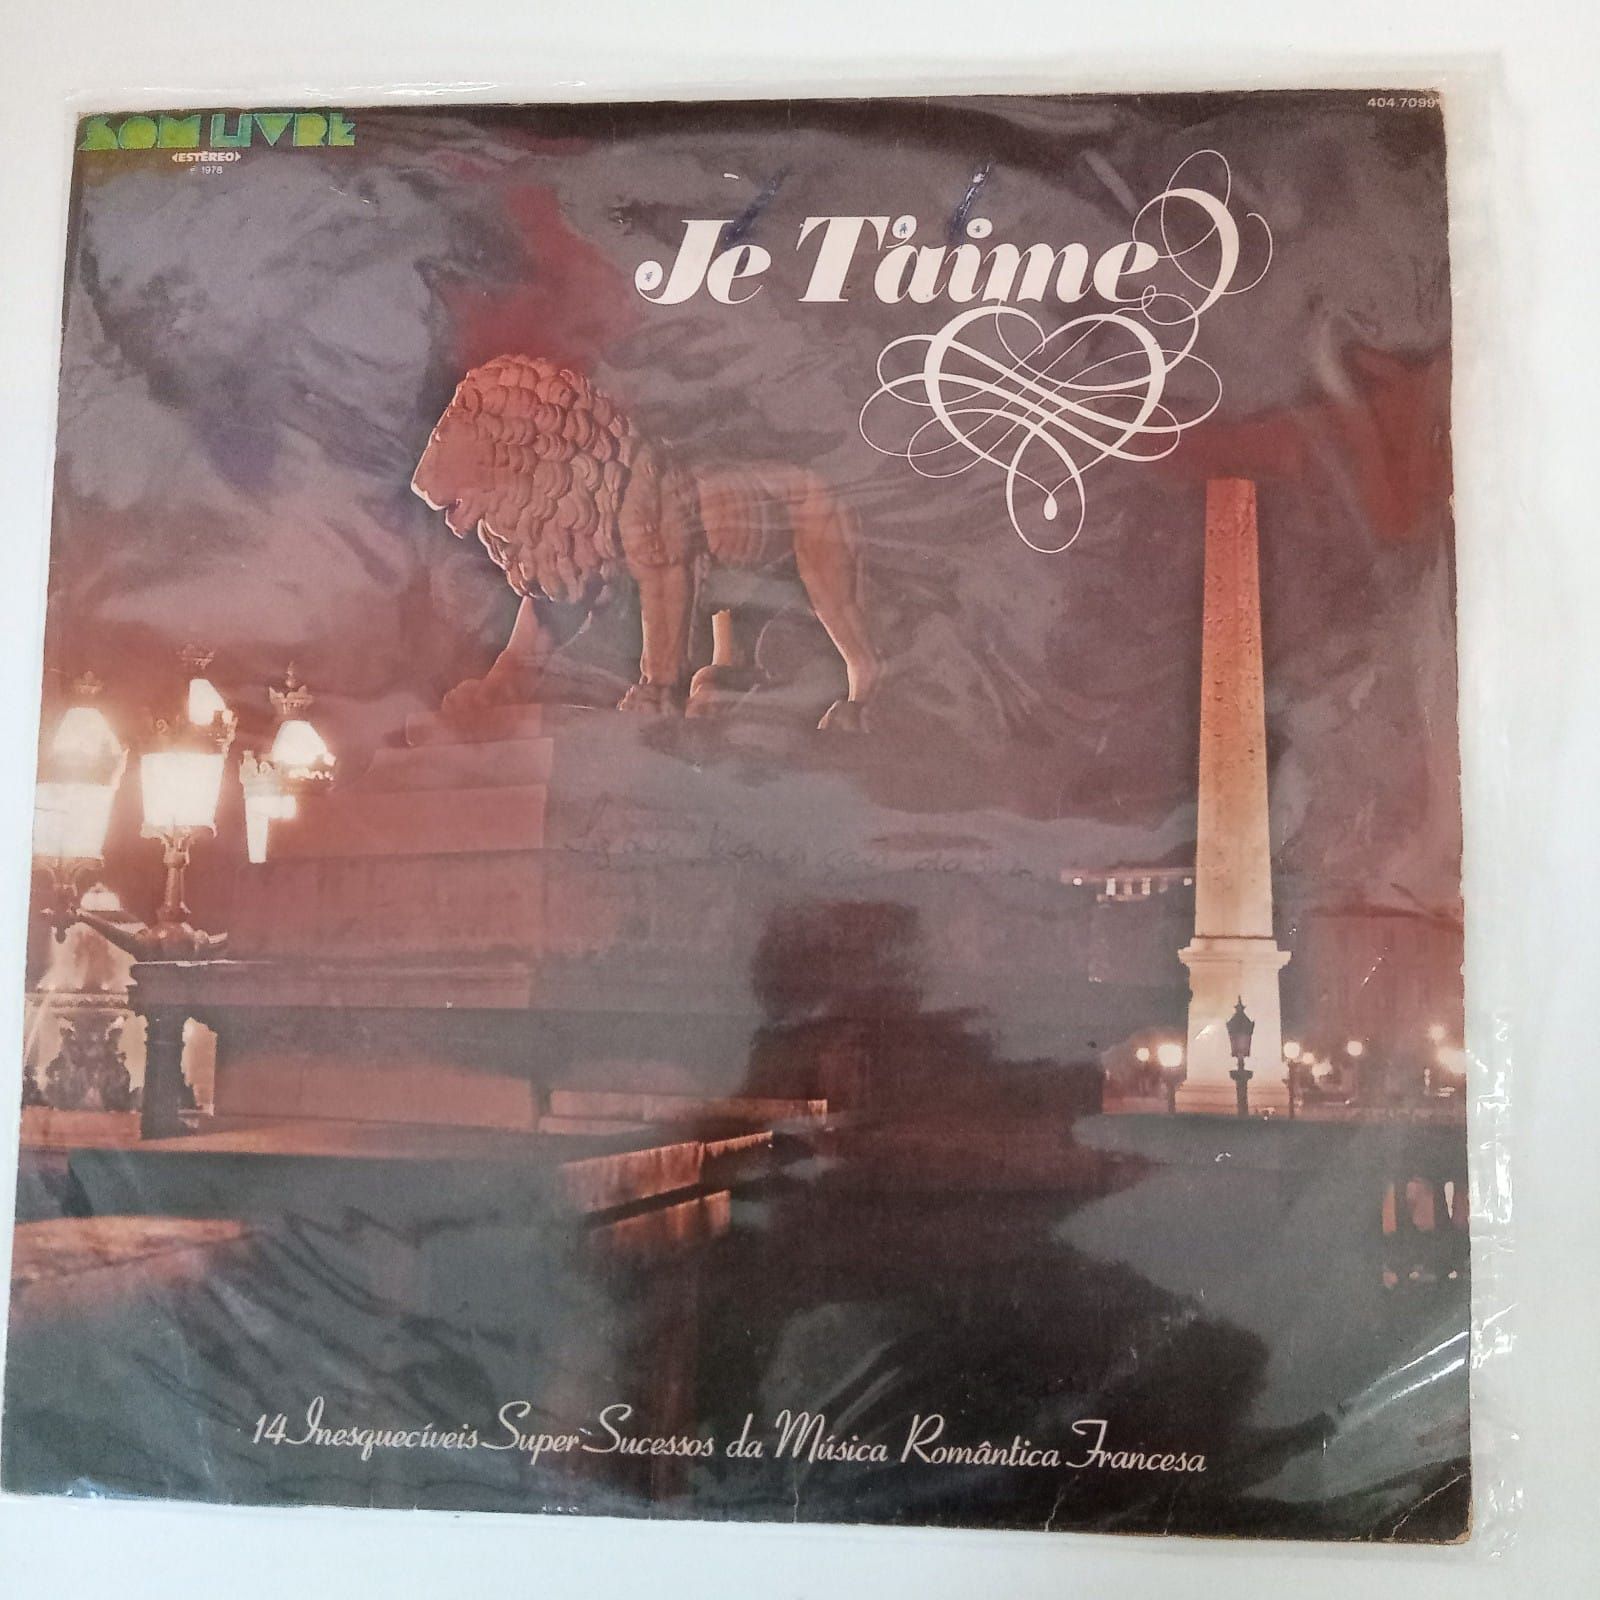 SOM LIVRE
ESTÉREO
1978
404.7099
Je T'aime
14 Inesquecíveis Super Sucessos da Música Romântica Francesa